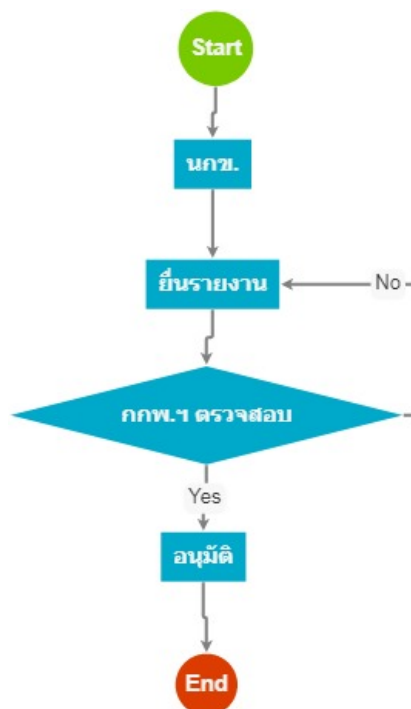 Start
นกข.
ยื่นรายงาน
No
กกพ.ฯ ตรวจสอบ
Yes
อนุมัติ
End